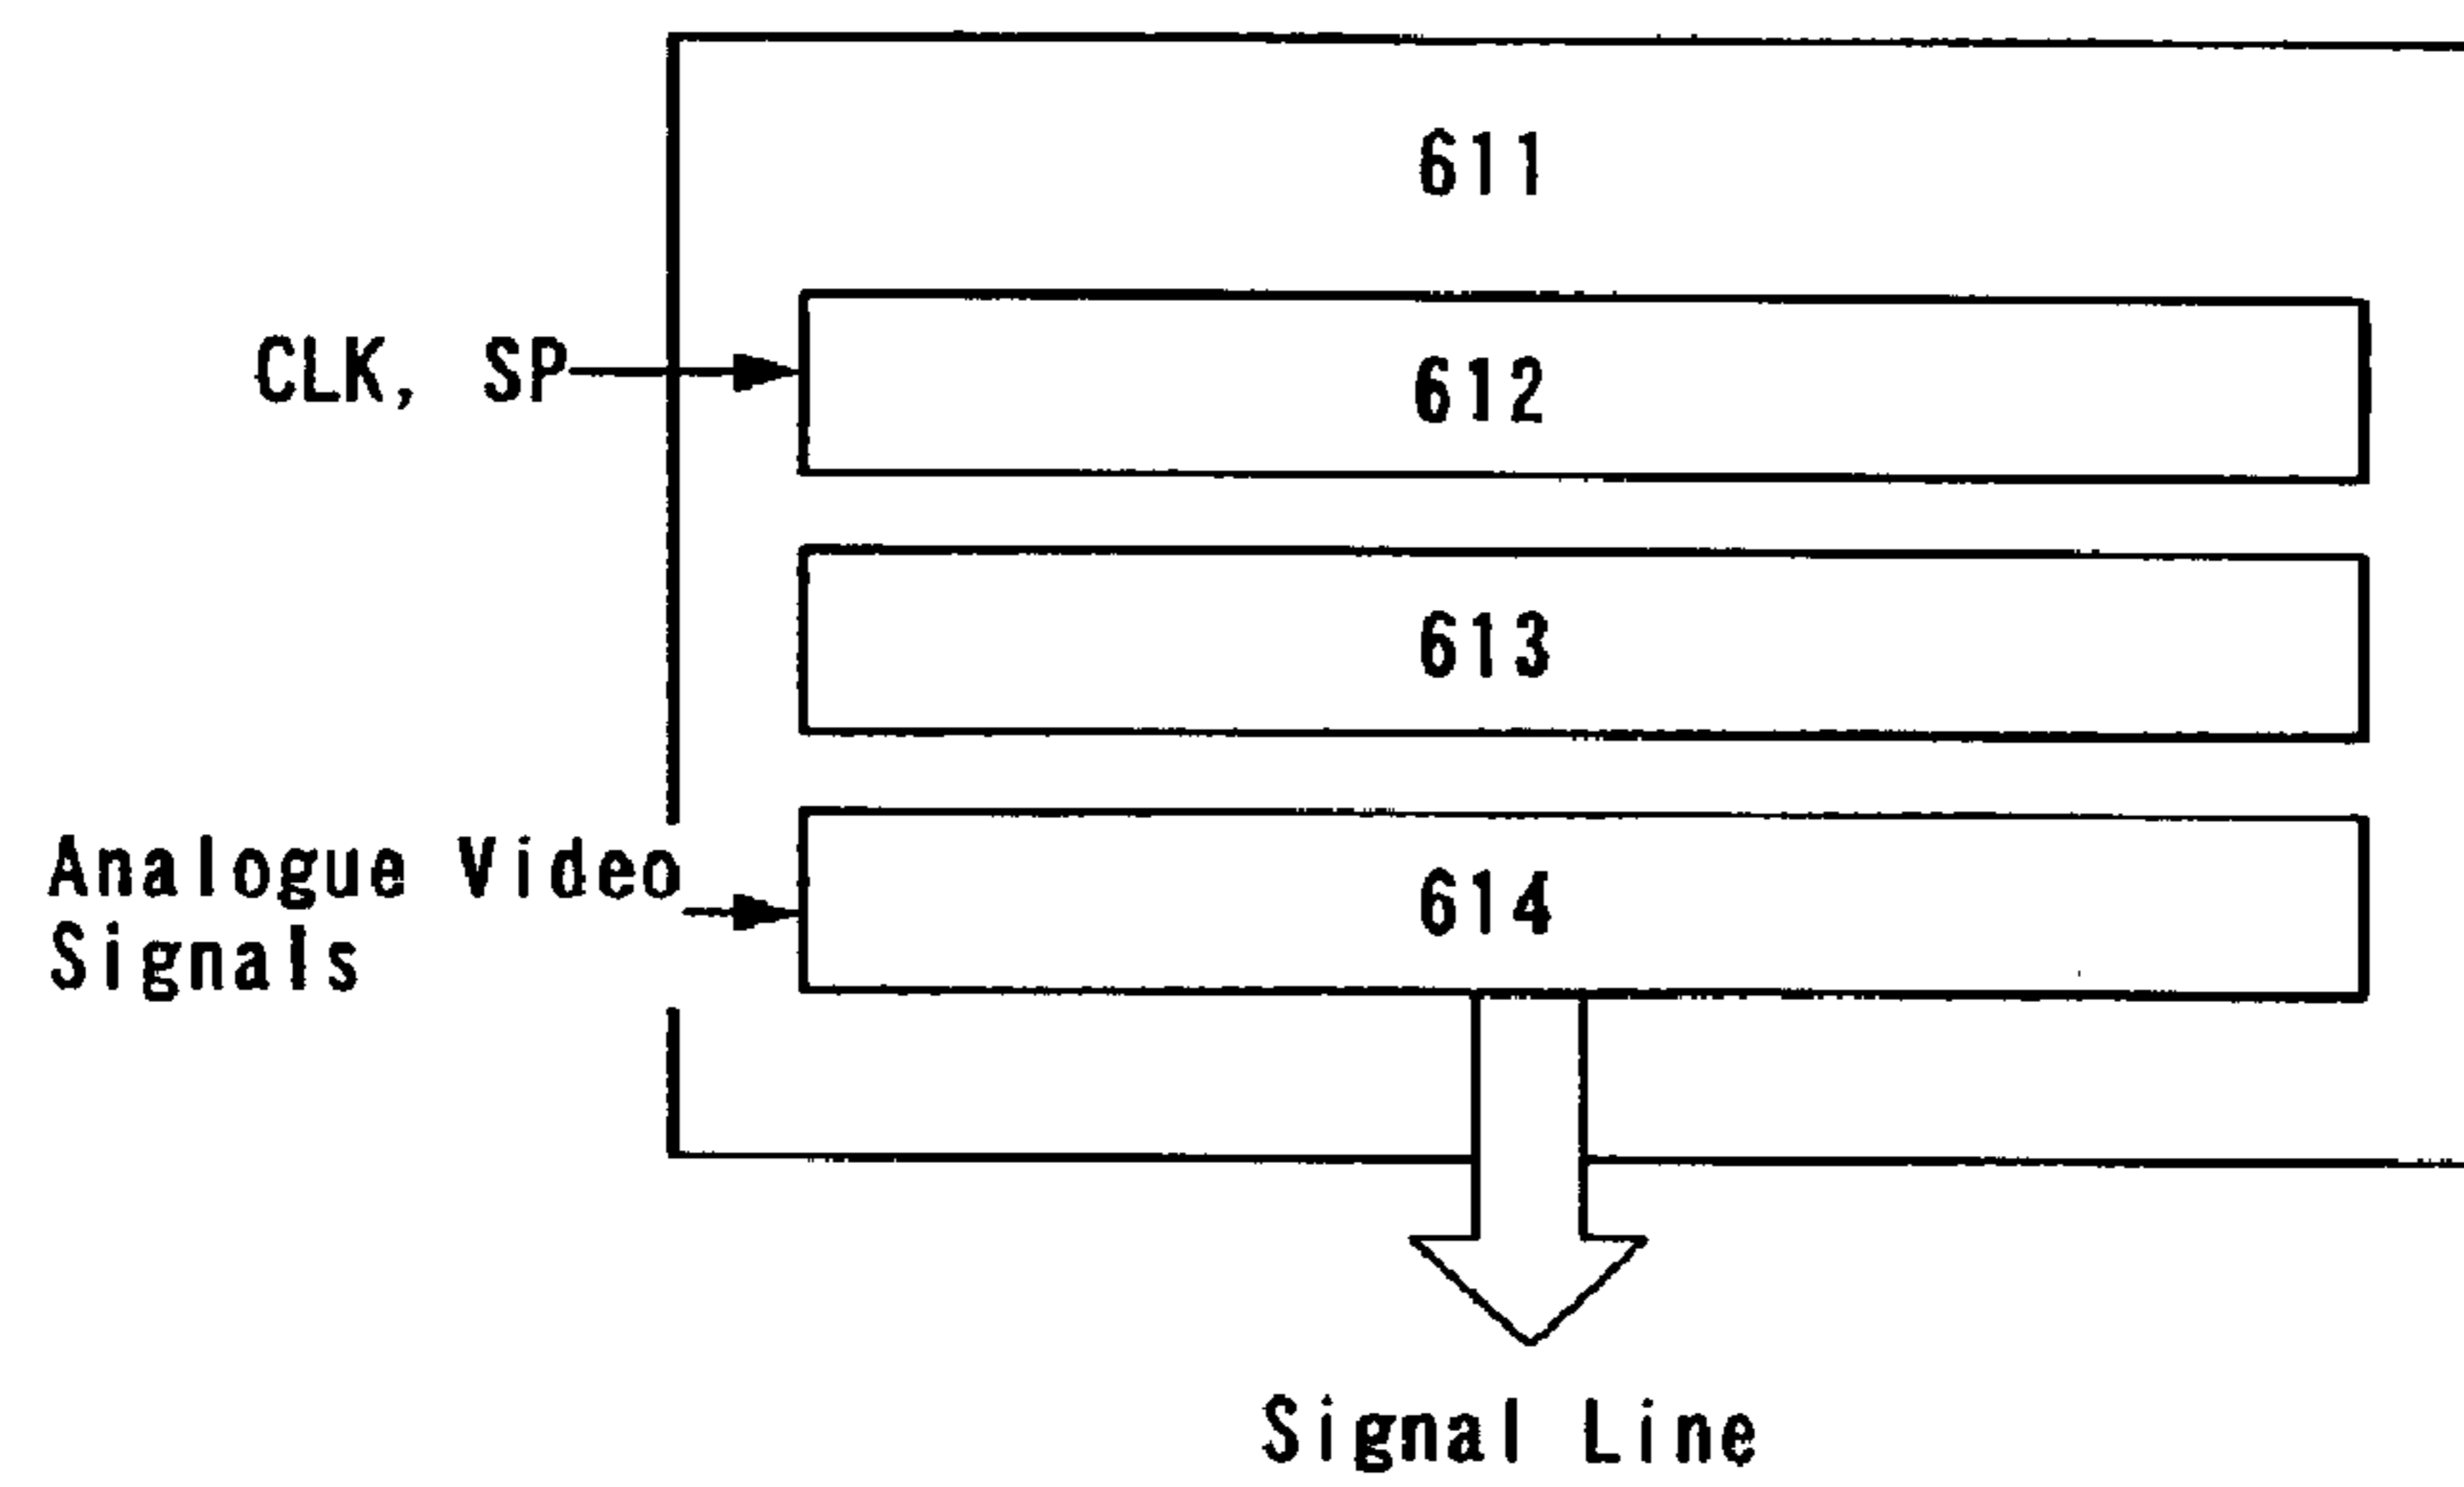 611
CLK, SP
612
613
Analogue Video
Signals
614
Signal Line